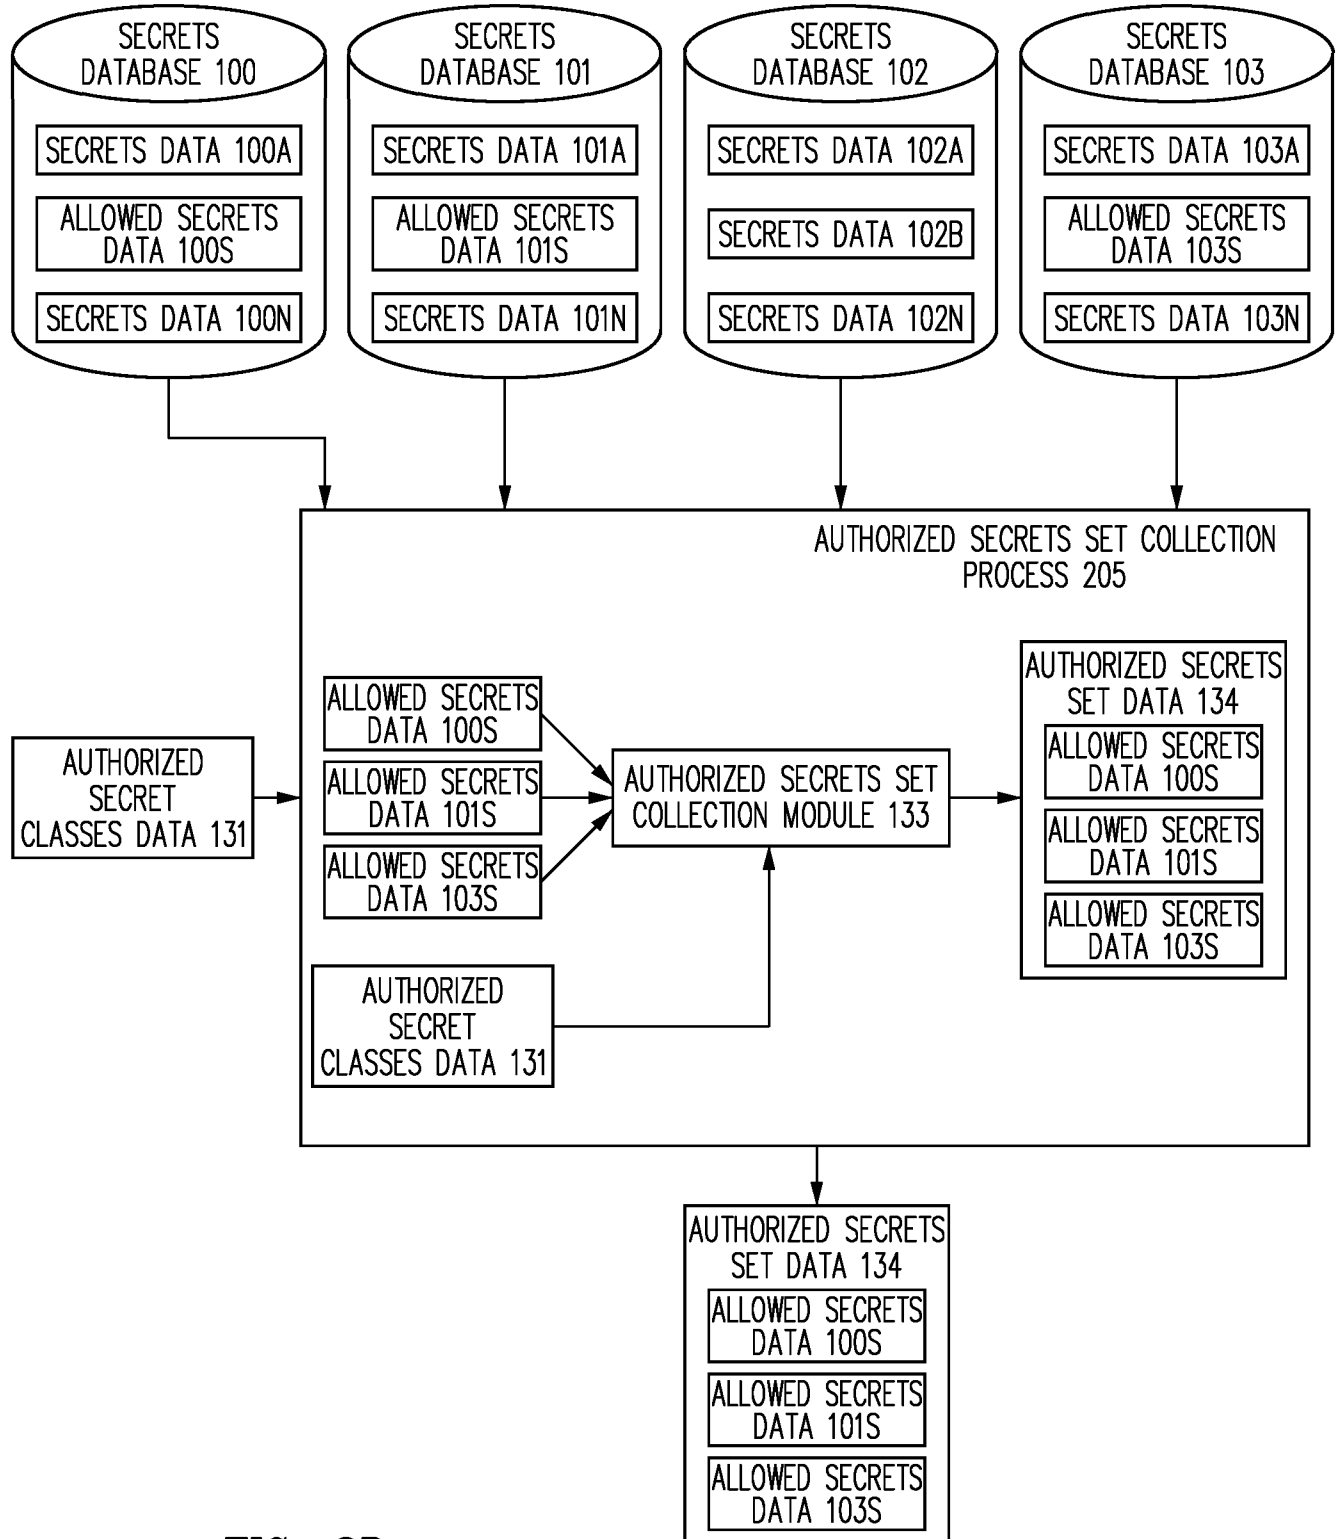 SECRETS
DATABASE 100
SECRETS DATA 100A
ALLOWED SECRETS
DATA 100S
SECRETS DATA 100N
SECRETS
DATABASE 101
SECRETS DATA 101A
ALLOWED SECRETS
DATA 101S
SECRETS DATA 101N
SECRETS
DATABASE 102
SECRETS DATA 102A
SECRETS DATA 102B
SECRETS DATA 102N
SECRETS
DATABASE 103
SECRETS DATA 103A
ALLOWED SECRETS
DATA 103S
SECRETS DATA 103N
AUTHORIZED SECRETS SET COLLECTION
PROCESS 205
AUTHORIZED
SECRET
CLASSES DATA 131
ALLOWED SECRETS
DATA 100S
ALLOWED SECRETS
DATA 101S
ALLOWED SECRETS
DATA 103S
AUTHORIZED
SECRET
CLASSES DATA 131
AUTHORIZED SECRETS SET
COLLECTION MODULE 133
AUTHORIZED SECRETS
SET DATA 134
ALLOWED SECRETS
DATA 100S
ALLOWED SECRETS
DATA 101S
ALLOWED SECRETS
DATA 103S
AUTHORIZED SECRETS
SET DATA 134
ALLOWED SECRETS
DATA 100S
ALLOWED SECRETS
DATA 101S
ALLOWED SECRETS
DATA 103S